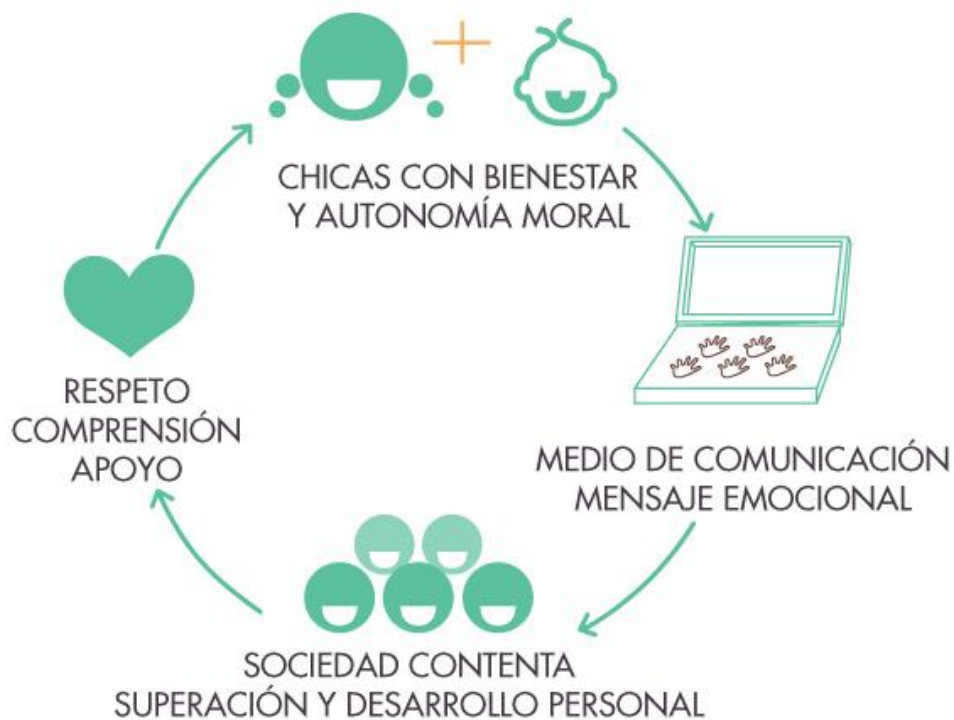 CHICAS CON BIENESTAR
Y AUTONOMÍA MORAL
MEDIO DE COMUNICACIÓN
MENSAJE EMOCIONAL
SOCIEDAD CONTENTA
SUPERACIÓN Y DESARROLLO PERSONAL
RESPETO
COMPRENSIÓN
APOYO